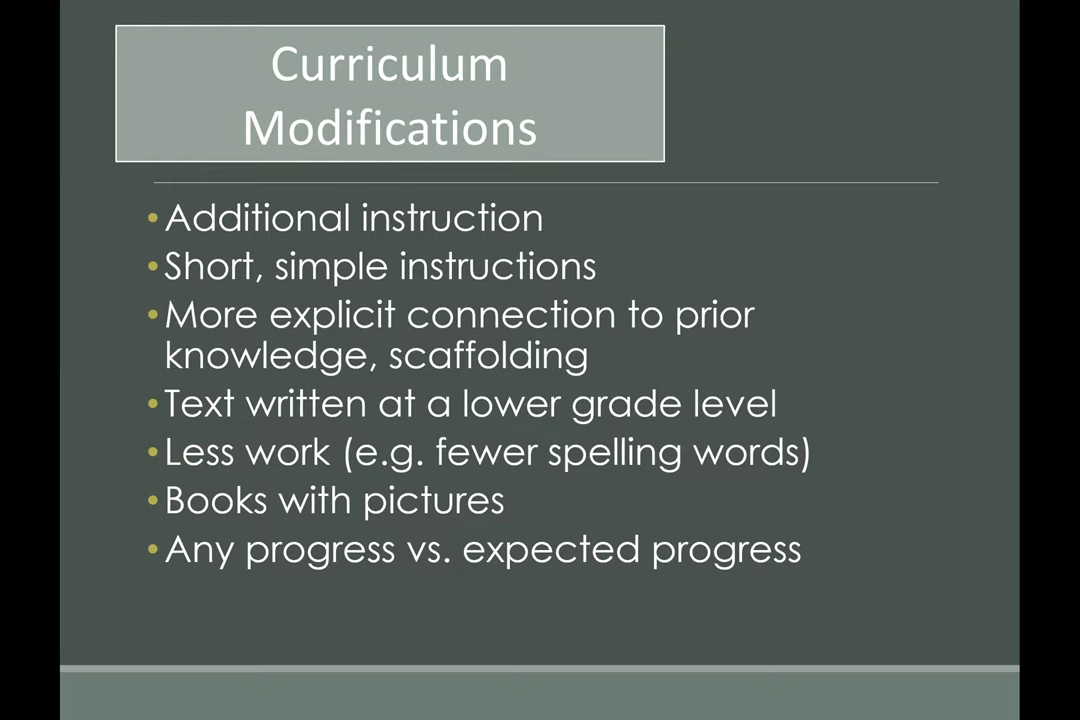 Curriculum
Modifications
•Additional instruction
•Short, simple instructions
•More explicit connection to prior
knowledge, scaffolding
•Text written at a lower grade level
•Less work (e.g. fewer spelling words)
•Books with pictures
•Any progress vs. expected progress